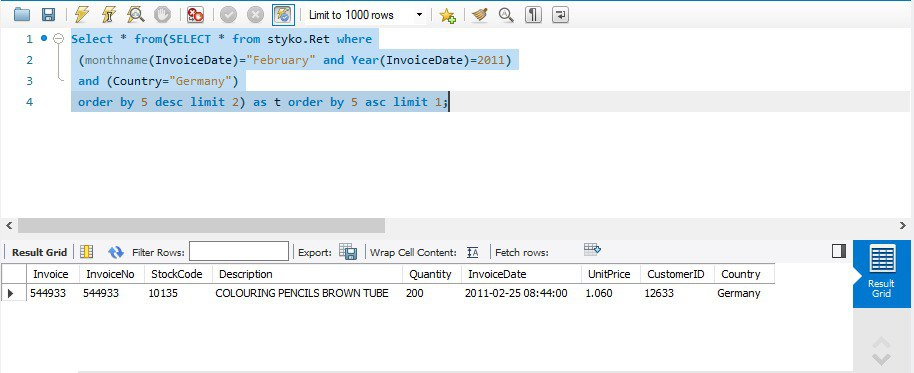 Limit to 1000 rows
1 Select * from(SELECT * from styko.Ret where
2 (monthname(InvoiceDate)="February" and Year(InvoiceDate)=2011)
3 and (Country="Germany")
4 order by 5 desc limit 2) as t order by 5 asc limit 1;
Result Grid Filter Rows: Export: Wrap Cell Content: IA Fetch rows:
Invoice InvoiceNo StockCode Description Quantity InvoiceDate UnitPrice CustomerID Country
544933 544933 10135 COLOURING PENCILS BROWN TUBE 200 2011-02-25 08:44:00 1.060 12633 Germany
Result
Grid